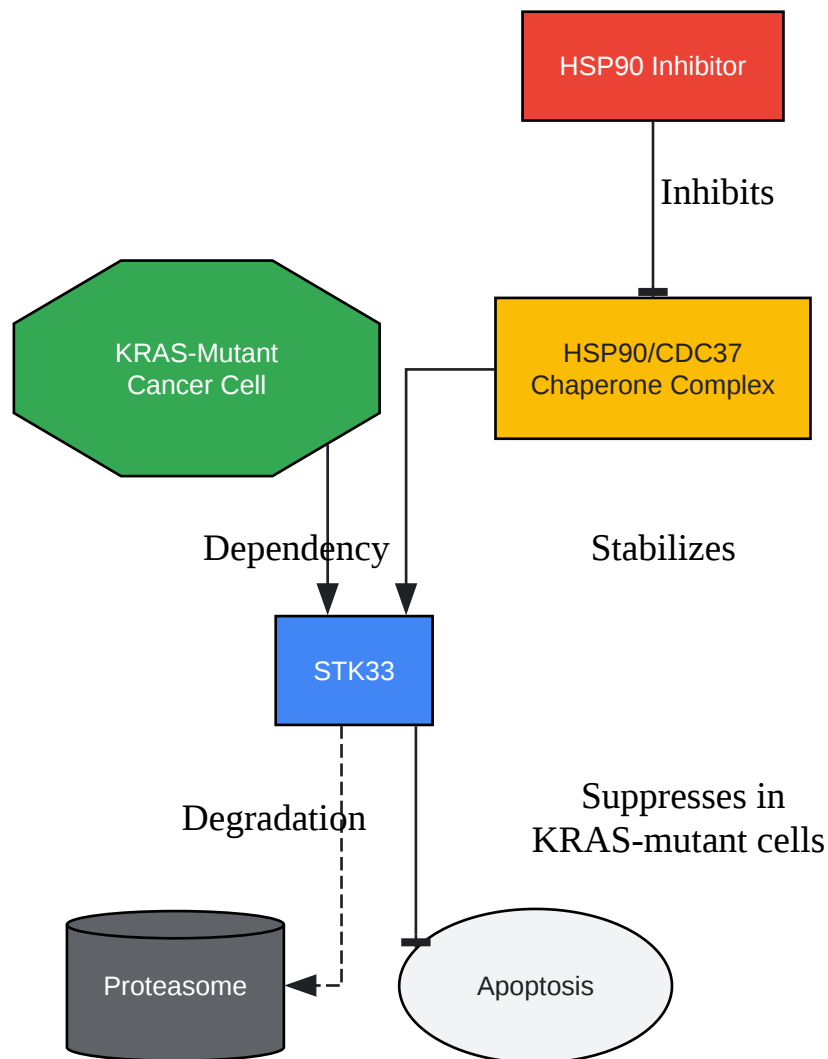 HSP90 Inhibitor
Inhibits
KRAS-Mutant
Cancer Cell
HSP90/CDC37
Chaperone Complex
Dependency
Stabilizes
STK33
Degradation
Suppresses in
KRAS-mutant cells
Proteasome
Apoptosis